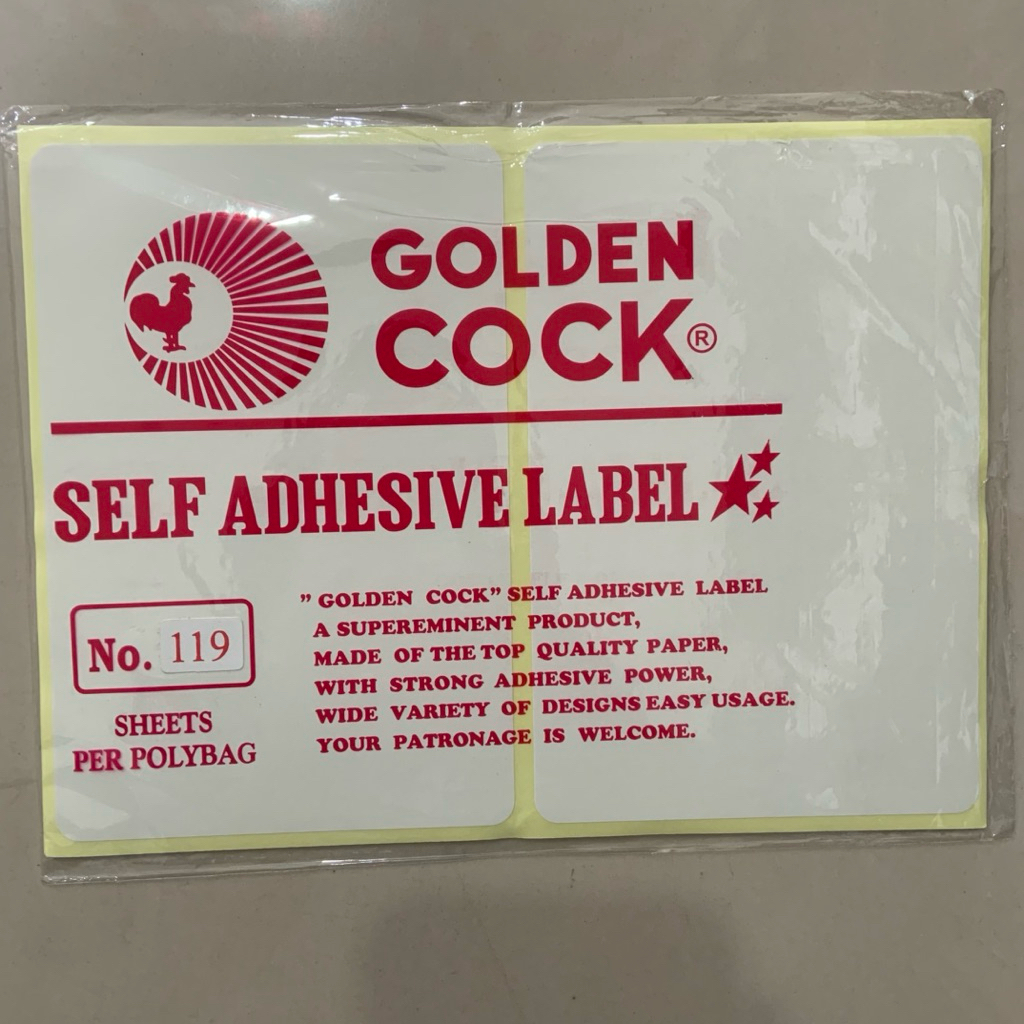 GOLDEN
COCK®
SELF ADHESIVE LABEL
No. 119
SHEETS
PER POLYBAG
" GOLDEN COCK" SELF ADHESIVE LABEL
A SUPEREMINENT PRODUCT,
MADE OF THE TOP QUALITY PAPER,
WITH STRONG ADHESIVE POWER,
WIDE VARIETY OF DESIGNS EASY USAGE.
YOUR PATRONAGE IS WELCOME.